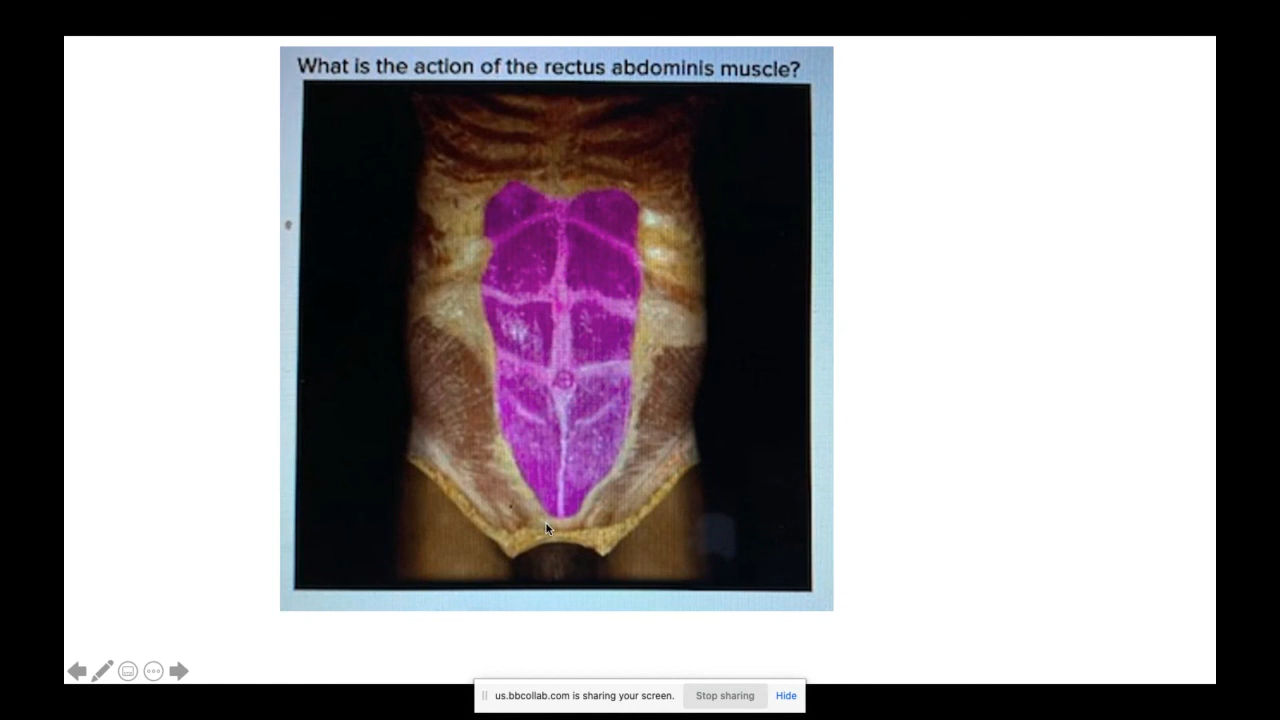 What is the action of the rectus abdominis muscle?
us.bbcollab.com is sharing your screen. Stop sharing Hide